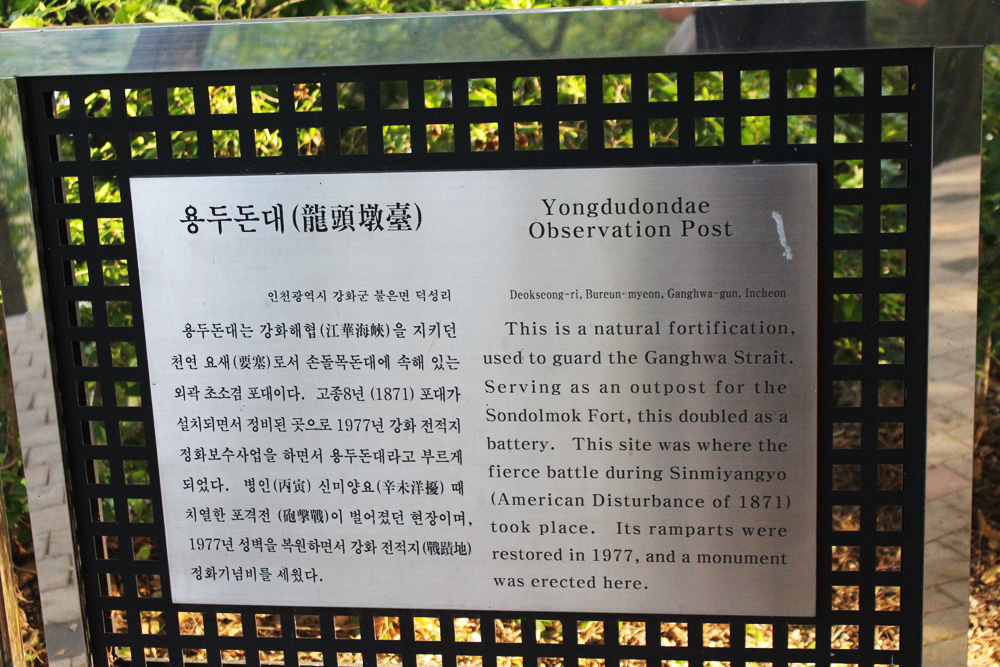 용두돈대(龍頭墩臺)
인천광역시 강화군 불은면 덕성리
용두돈대는 강화해협(江華海峽)을 지키던
천연 요새(要塞)로서 손돌목돈대에 속해 있는
외곽 초소겸 포대이다. 고종8년 (1871) 포대가
설치되면서 정비된 곳으로 1977년 강화 전적지
정화보수사업을 하면서 용두돈대라고 부르게
되었다. 병인(丙寅) 신미양요(辛未洋擾) 때
치열한 포격전 (砲擊戰)이 벌어졌던 현장이며,
1977년 성벽을 복원하면서 강화 전적지(戰蹟地)
정화기념비를 세웠다.
Yongdudondae
Observation Post
Deokseong-ri, Bureun-myeon, Ganghwa-gun, Incheon
This is a natural fortification,
used to guard the Ganghwa Strait.
Serving as an outpost for the
Sondolmok Fort, this doubled as a
battery. This site was where the
fierce battle during Sinmiyangyo
(American Disturbance of 1871)
took place. Its ramparts were
restored in 1977, and a monument
was erected here.